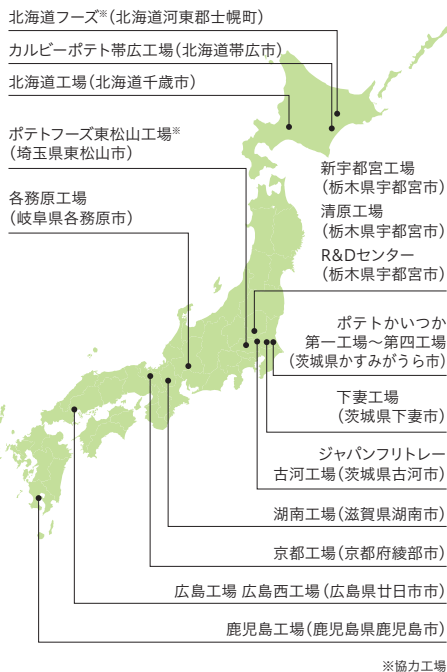 北海道フーズ※(北海道河東郡士幌町)
カルビーポテト帯広工場(北海道帯広市)
北海道工場(北海道千歳市)
ポテトフーズ東松山工場※
(埼玉県東松山市)
各務原工場
(岐阜県各務原市)
新宇都宮工場
(栃木県宇都宮市)
清原工場
(栃木県宇都宮市)
R&Dセンター
(栃木県宇都宮市)
ポテトかいつか
第一工場～第四工場
(茨城県かすみがうら市)
下妻工場
(茨城県下妻市)
ジャパンフリトレー
古河工場(茨城県古河市)
湖南工場(滋賀県湖南市)
京都工場(京都府綾部市)
広島工場 広島西工場(広島県廿日市市)
鹿児島工場(鹿児島県鹿児島市)
※協力工場